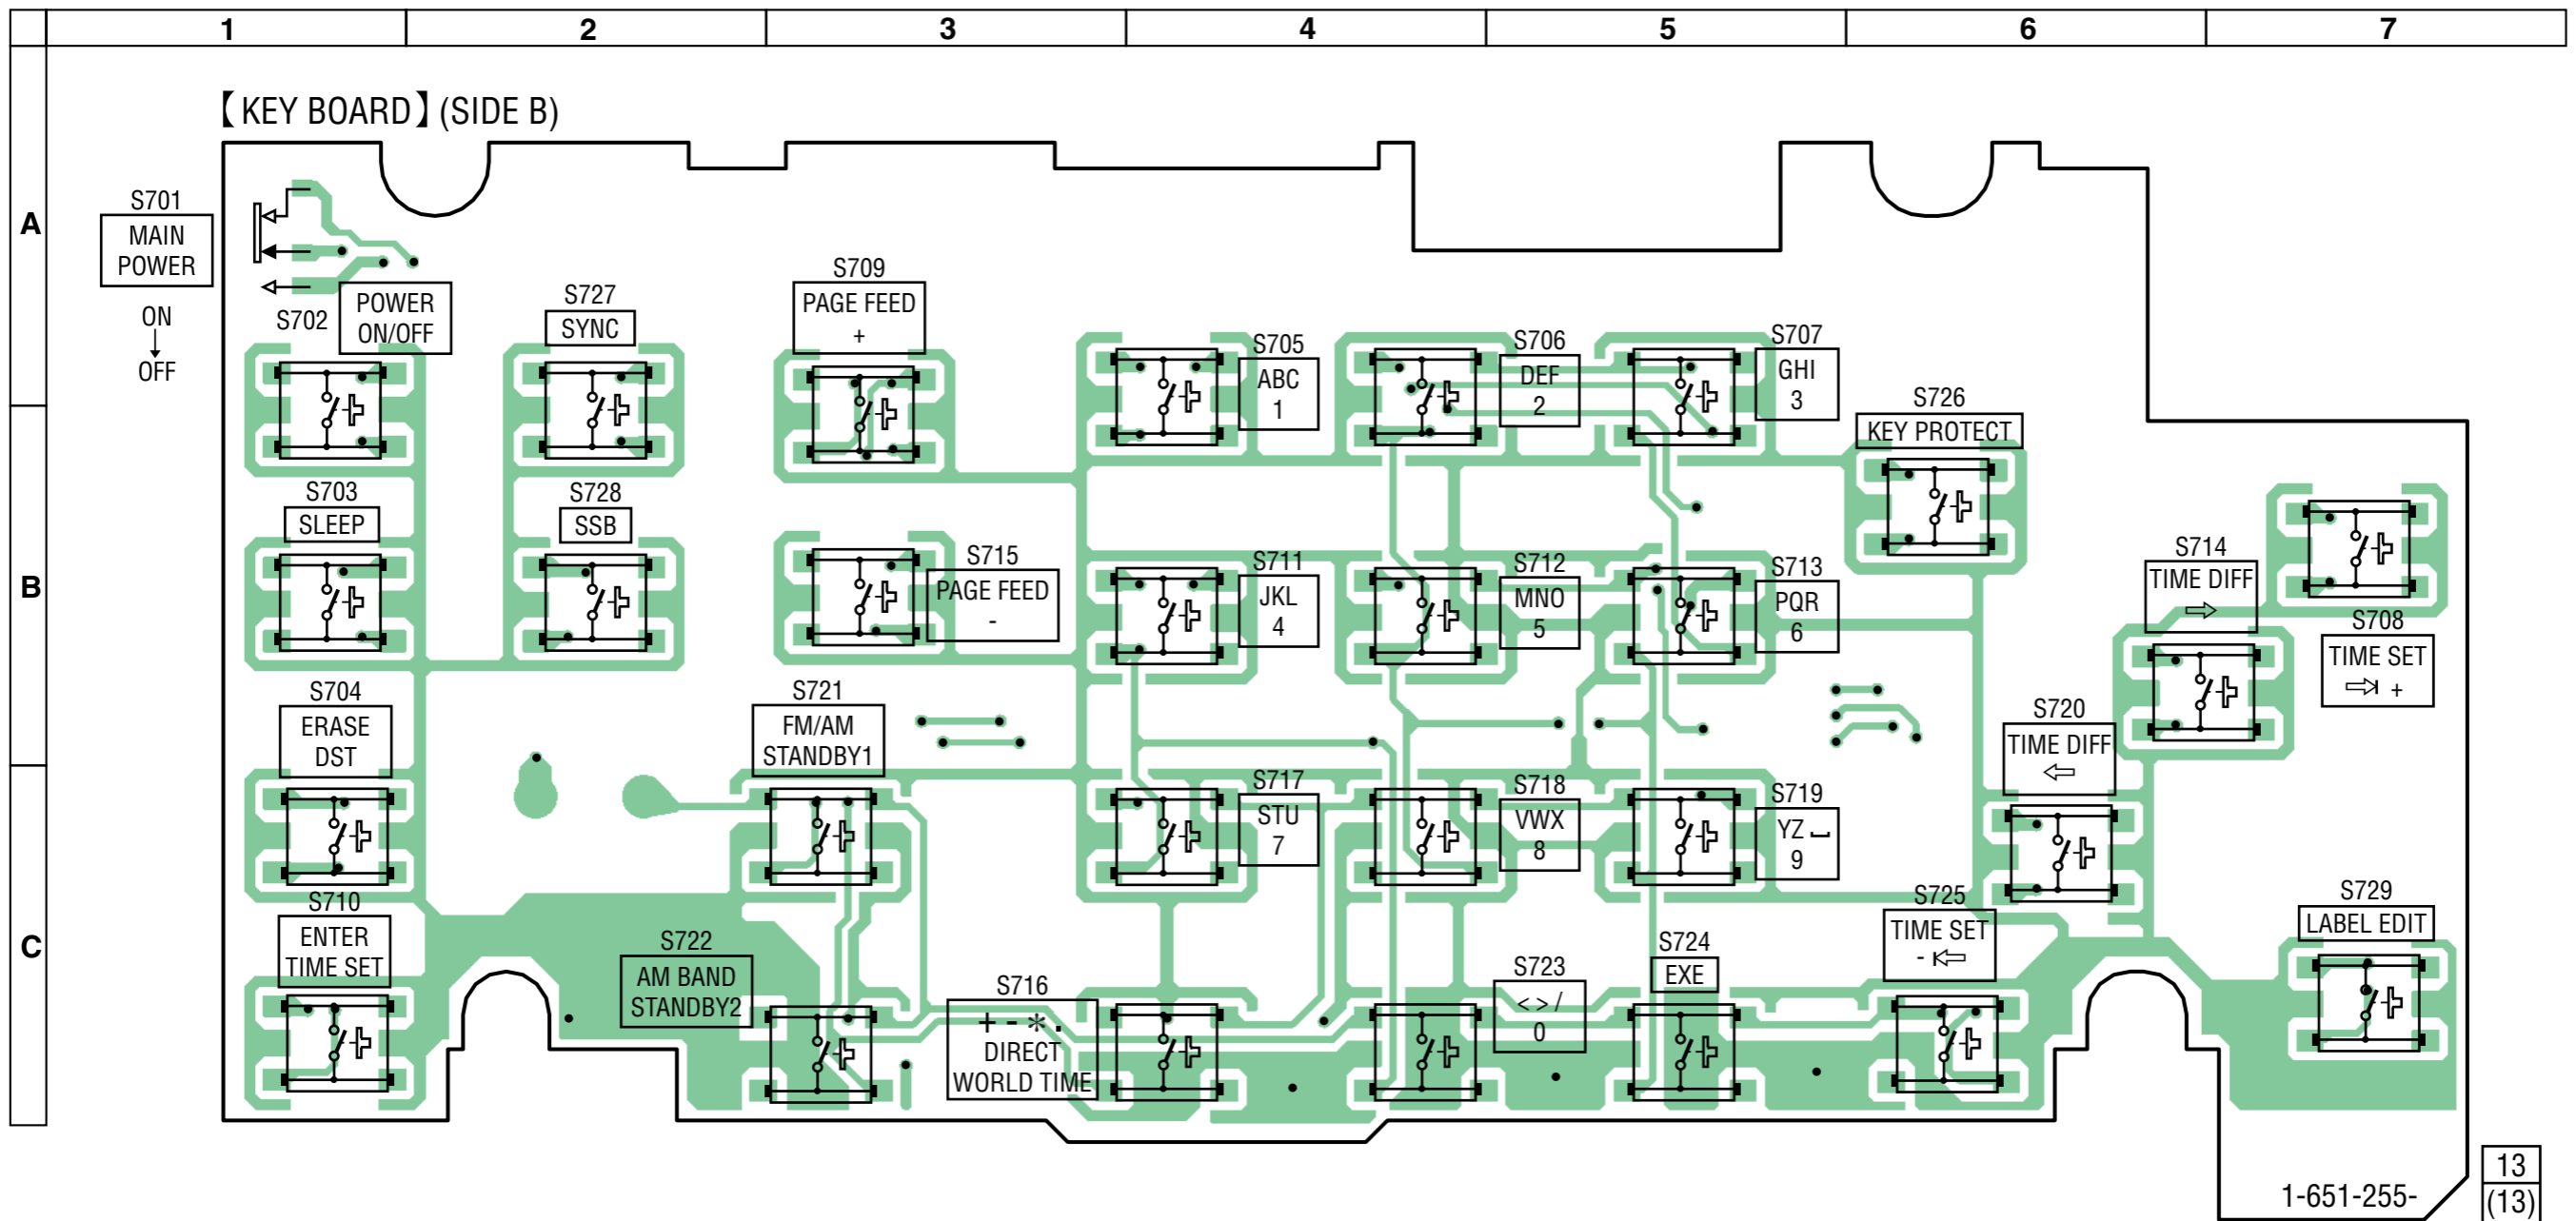 1 2 3 4 5 6 7
【KEY BOARD】(SIDE B)
A
B
C
S701
MAIN
POWER
ON
↓
OFF
S702
POWER
ON/OFF
S727
SYNC
S709
PAGE FEED
+
S705
ABC
1
S706
DEF
2
S707
GHI
3
S726
KEY PROTECT
S703
SLEEP
S728
SSB
S715
PAGE FEED
-
S711
JKL
4
S712
MNO
5
S713
PQR
6
S714
TIME DIFF
⇨
S708
TIME SET
⇨| +
S704
ERASE
DST
S721
FM/AM
STANDBY1
S717
STU
7
S718
VWX
8
S719
YZ ⎵
9
S720
TIME DIFF
⇦
S710
ENTER
TIME SET
S722
AM BAND
STANDBY2
S716
+ - * .
DIRECT
WORLD TIME
S723
< > /
0
S724
EXE
S725
TIME SET
- |⇦
S729
LABEL EDIT
1-651-255-
13
(13)